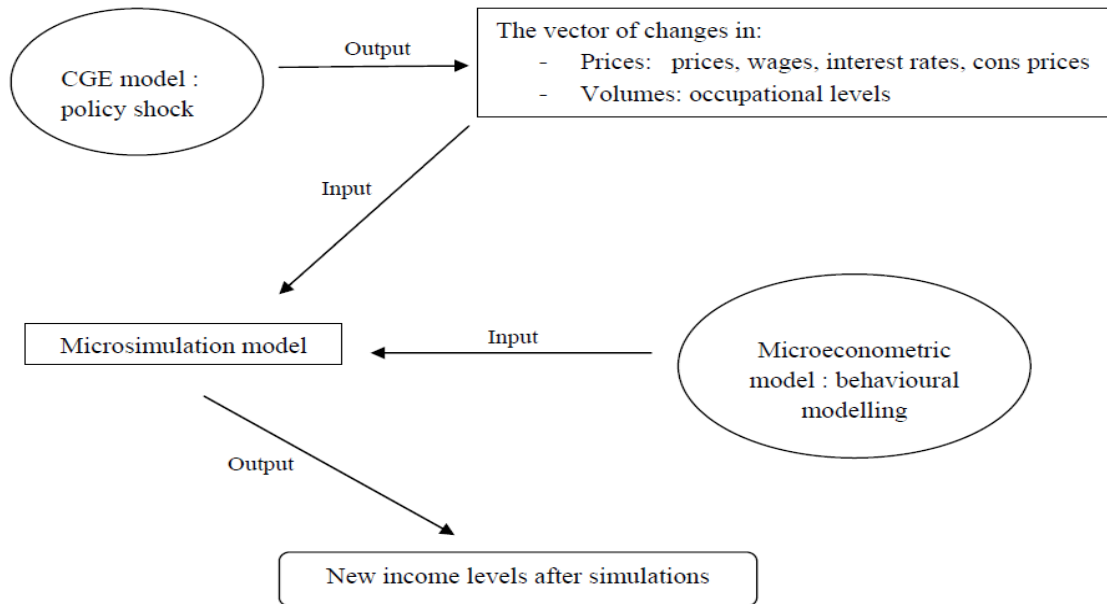 CGE model :
policy shock
Output
The vector of changes in:
- Prices: prices, wages, interest rates, cons prices
- Volumes: occupational levels
Input
Microsimulation model
Input
Microeconometric
model : behavioural
modelling
Output
New income levels after simulations